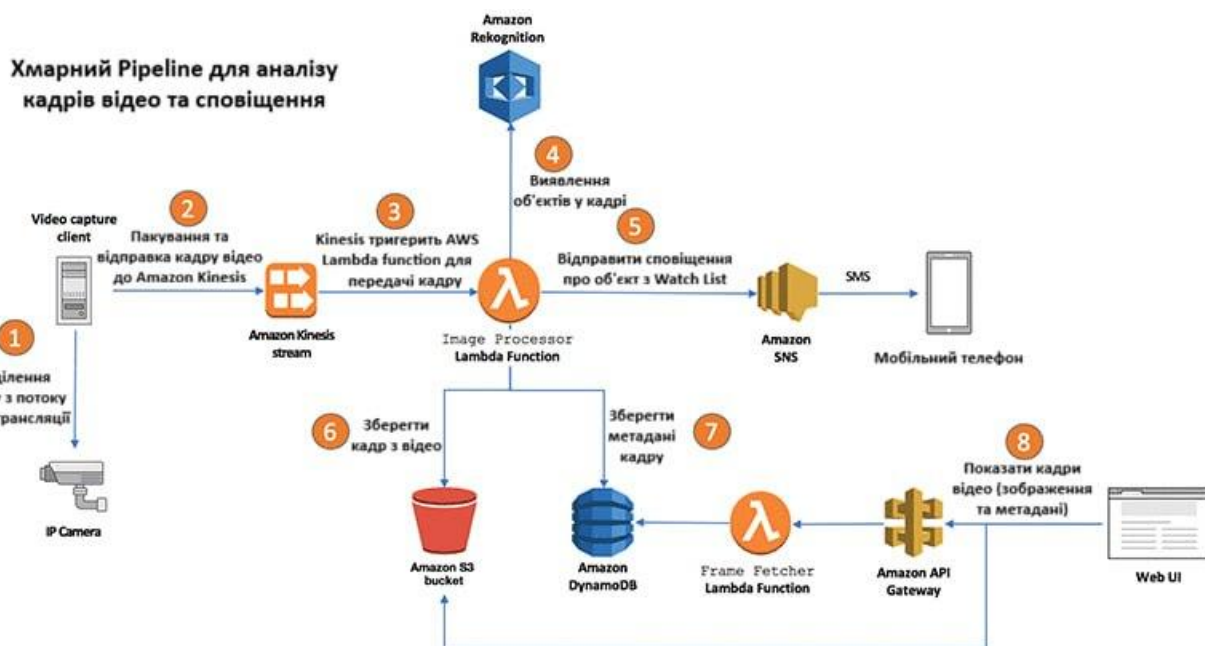 Хмарний Pipeline для аналізу
кадрів відео та сповіщення
Amazon
Rekognition
4
Виявлення
об'єктів у кадрі
Video capture
client
2
Пакування та
відправка кадру відео
до Amazon Kinesis
3
Kinesis тригерить AWS
Lambda function для
передачі кадру
5
Відправити сповіщення
про об'єкт з Watch List
SMS
Amazon Kinesis
stream
Image Processor
Lambda Function
Amazon
SNS
Мобільний телефон
1
ілення
з потоку
трансляції
IP Camera
6
Зберегти
кадр з відео
Зберегти
метадані
кадру
7
8
Показати кадри
відео (зображення
та метадані)
Amazon S3
bucket
Amazon
DynamoDB
Frame Fetcher
Lambda Function
Amazon API
Gateway
Web UI